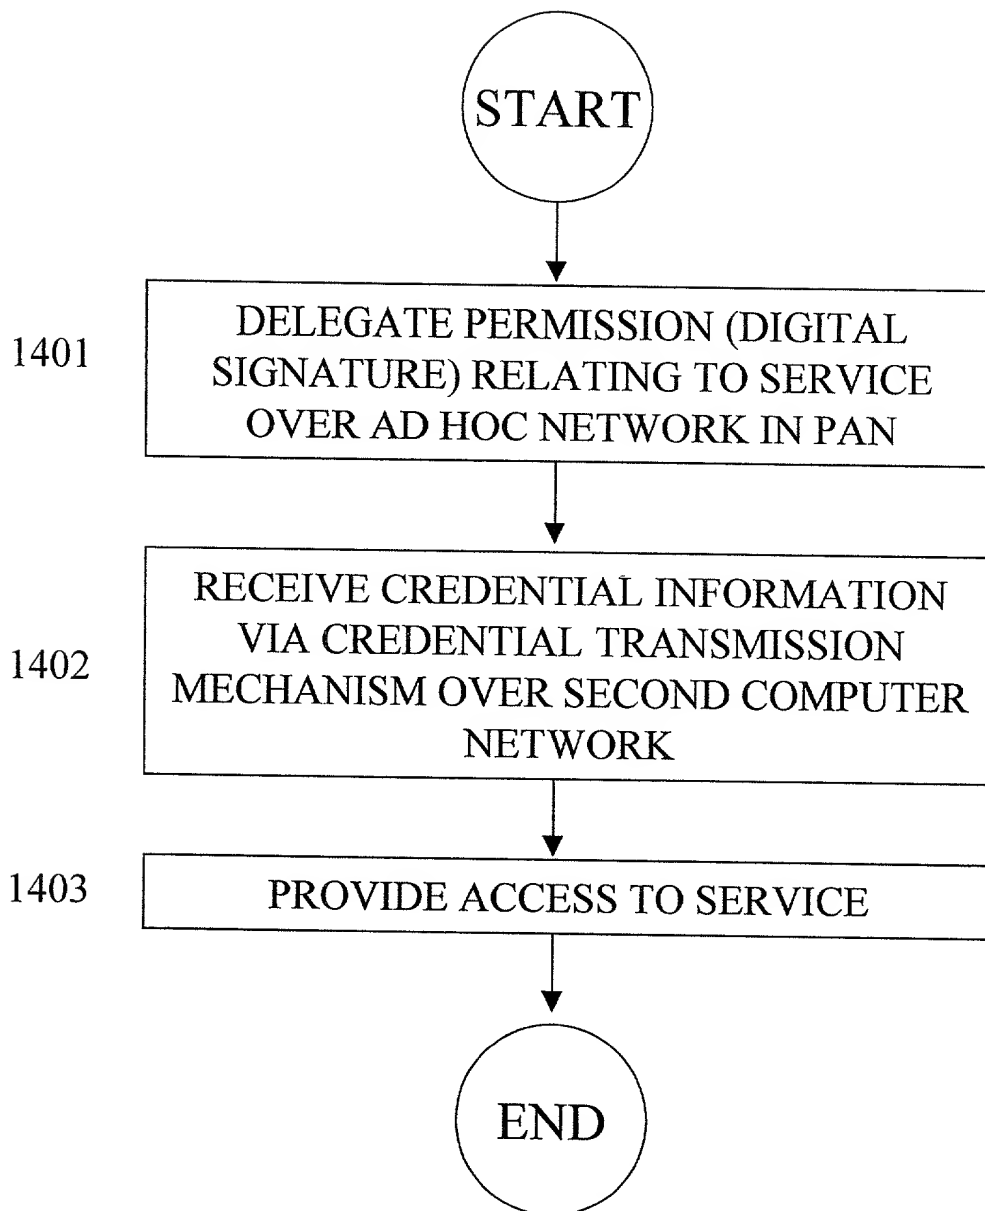 START
1401
DELEGATE PERMISSION (DIGITAL
SIGNATURE) RELATING TO SERVICE
OVER AD HOC NETWORK IN PAN
1402
RECEIVE CREDENTIAL INFORMATION
VIA CREDENTIAL TRANSMISSION
MECHANISM OVER SECOND COMPUTER
NETWORK
1403
PROVIDE ACCESS TO SERVICE
END